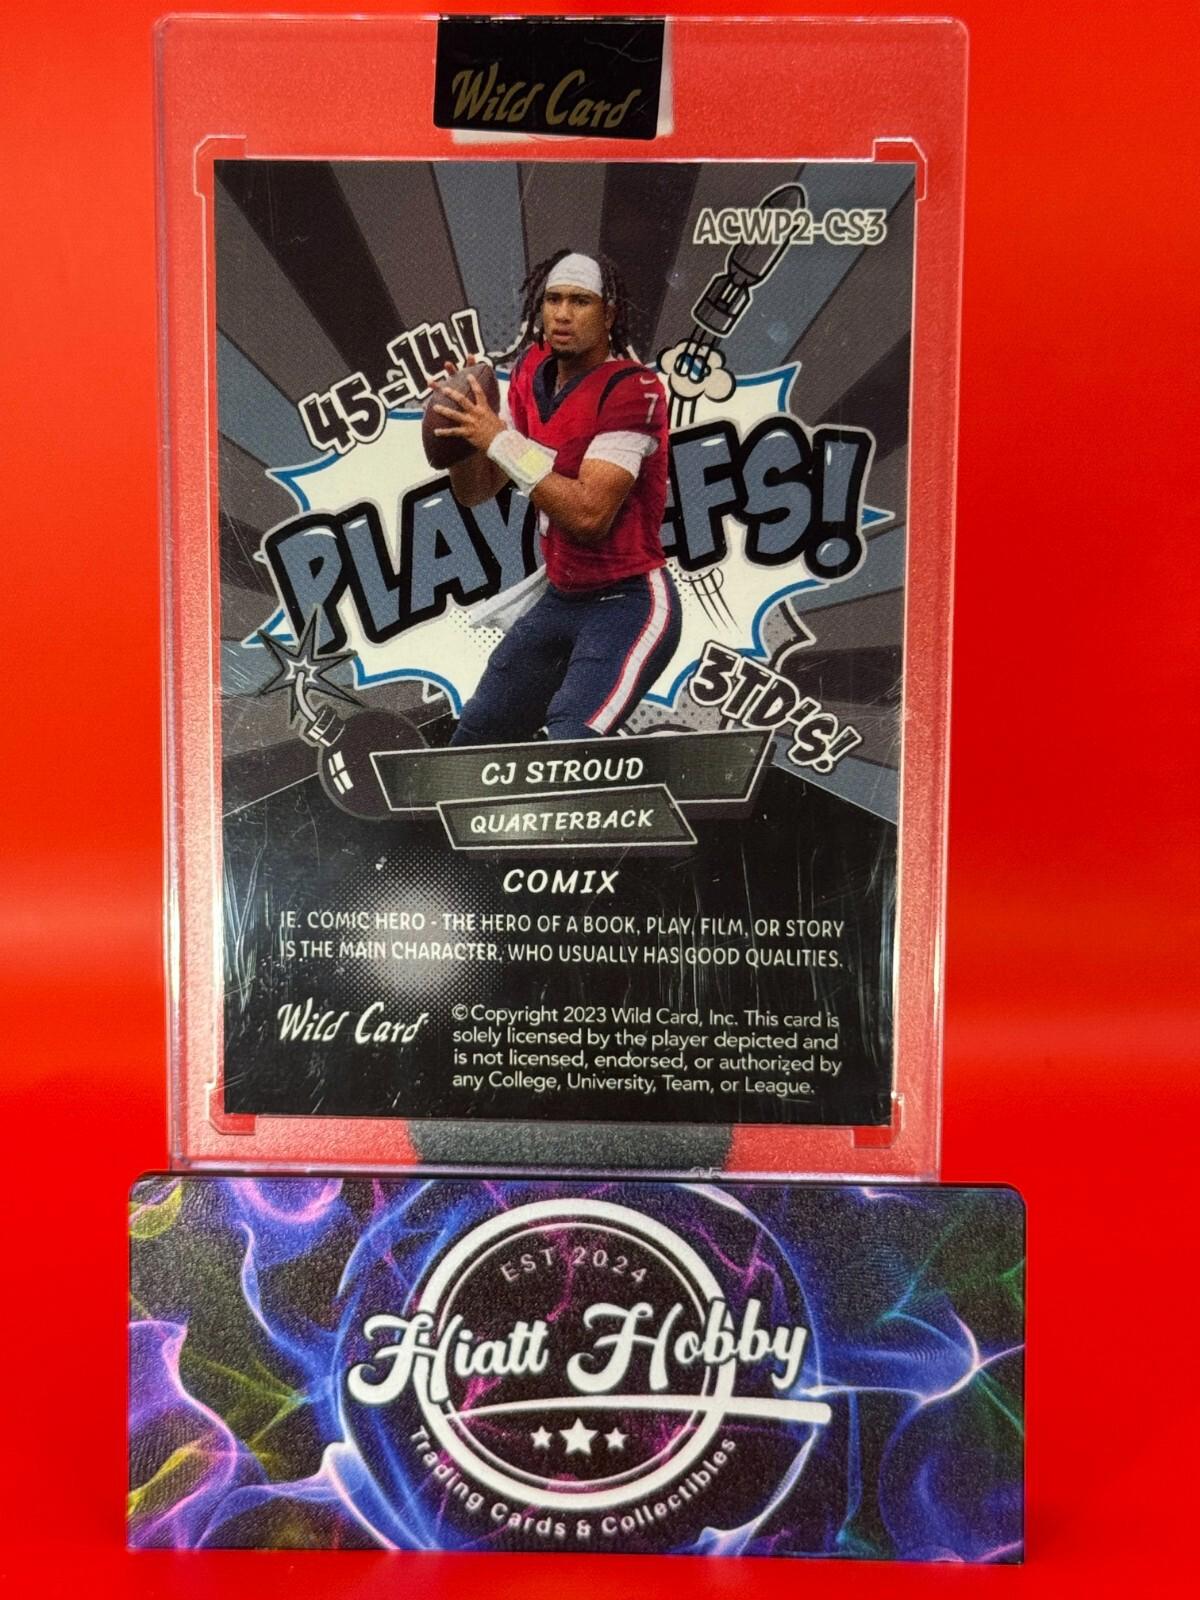 Wild Card
ACWP2-CS3
45-14!
PLAY FFS!
3TD'S!
7
CJ STROUD
QUARTERBACK
COMIX
IE. COMIC HERO - THE HERO OF A BOOK, PLAY, FILM, OR STORY
IS THE MAIN CHARACTER. WHO USUALLY HAS GOOD QUALITIES.
Wild Card
©Copyright 2023 Wild Card, Inc. This card is
solely licensed by the player depicted and
is not licensed, endorsed, or authorized by
any College, University, Team, or League.
EST 2024
Hiatt Hobby
Trading Cards & Collectibles